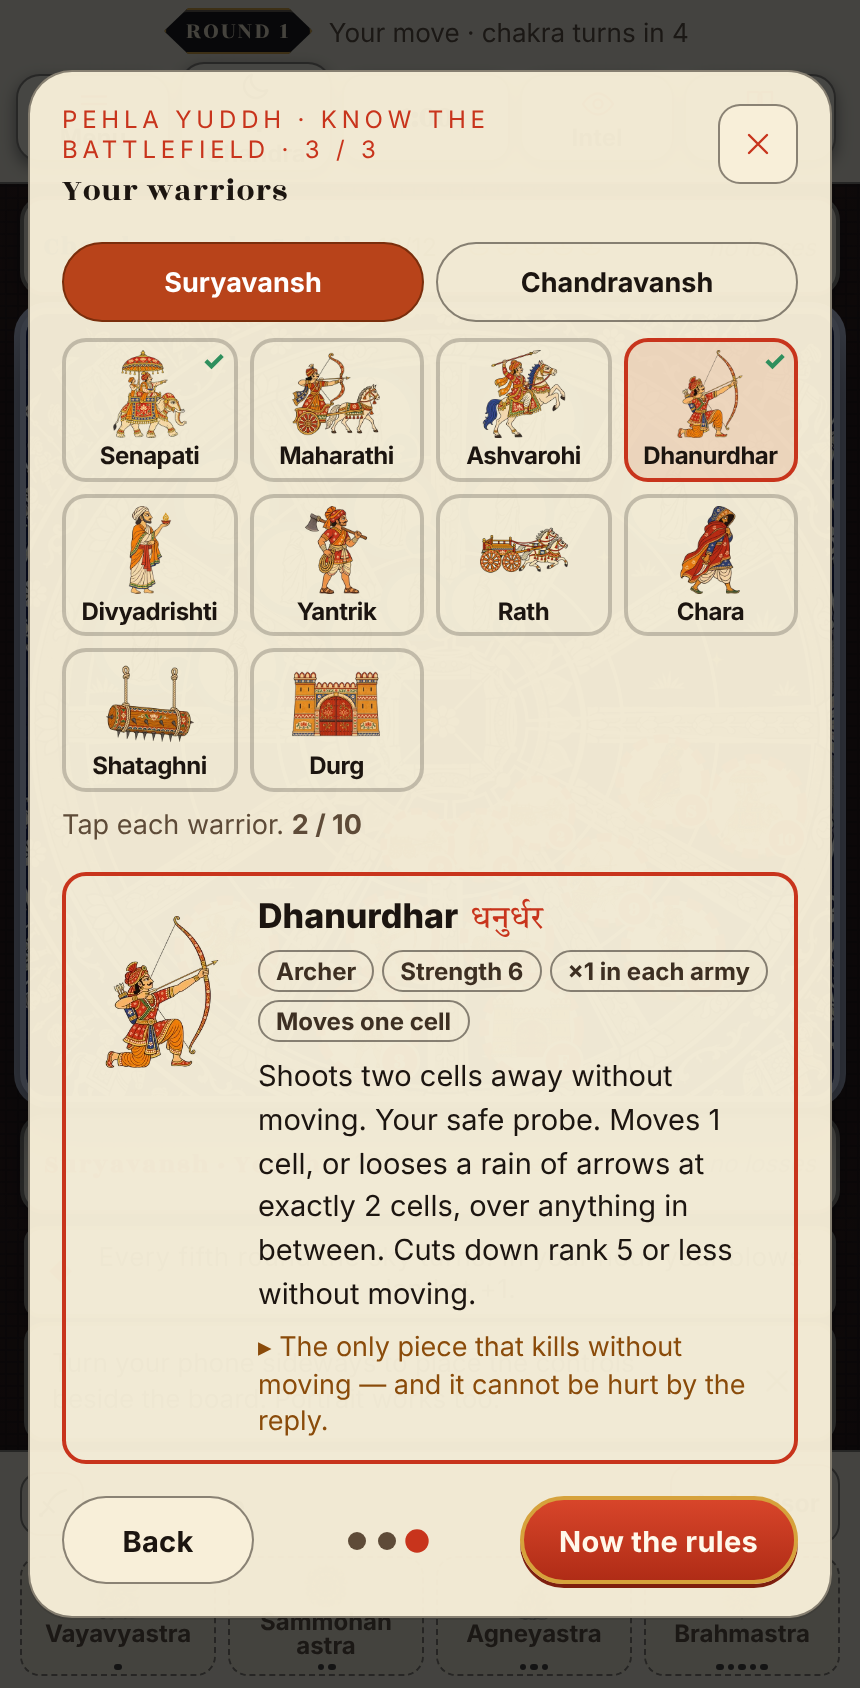 ROUND 1
Your move · chakra turns in 4
PEHLA YUDDH · KNOW THE
BATTLEFIELD · 3 / 3
Your warriors
Suryavansh
Chandravansh
Senapati
Maharathi
Ashvarohi
Dhanurdhar
Divyadrishti
Yantrik
Rath
Chara
Shataghni
Durg
Tap each warrior. 2 / 10
Dhanurdhar धनुर्धर
Archer
Strength 6
×1 in each army
Moves one cell
Shoots two cells away without
moving. Your safe probe. Moves 1
cell, or looses a rain of arrows at
exactly 2 cells, over anything in
between. Cuts down rank 5 or less
without moving.
▸ The only piece that kills without
moving — and it cannot be hurt by the
reply.
Back
Now the rules
Vayavyastra
Sammohan
astra
Agneyastra
Brahmastra